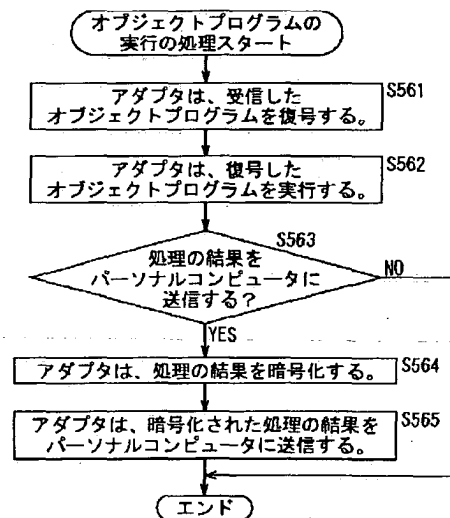 オブジェクトプログラムの
実行の処理スタート
アダプタは、受信した
オブジェクトプログラムを復号する。
S561
アダプタは、復号した
オブジェクトプログラムを実行する。
S562
S563
処理の結果を
パーソナルコンピュータに
送信する?
NO
YES
アダプタは、処理の結果を暗号化する。
S564
アダプタは、暗号化された処理の結果を
パーソナルコンピュータに送信する。
S565
エンド